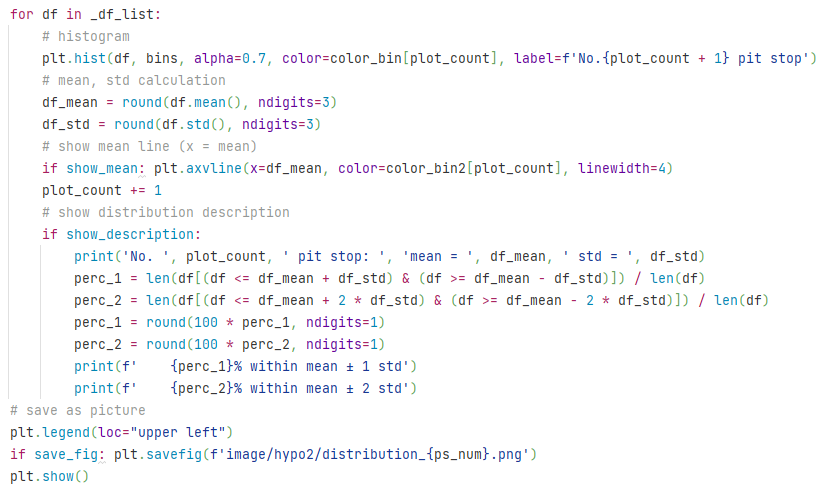 for df in _df_list:
    # histogram
    plt.hist(df, bins, alpha=0.7, color=color_bin[plot_count], label=f'No.{plot_count + 1} pit stop')
    # mean, std calculation
    df_mean = round(df.mean(), ndigits=3)
    df_std = round(df.std(), ndigits=3)
    # show mean line (x = mean)
    if show_mean: plt.axvline(x=df_mean, color=color_bin2[plot_count], linewidth=4)
    plot_count += 1
    # show distribution description
    if show_description:
        print('No. ', plot_count, ' pit stop: ', 'mean = ', df_mean, ' std = ', df_std)
        perc_1 = len(df[(df <= df_mean + df_std) & (df >= df_mean - df_std)]) / len(df)
        perc_2 = len(df[(df <= df_mean + 2 * df_std) & (df >= df_mean - 2 * df_std)]) / len(df)
        perc_1 = round(100 * perc_1, ndigits=1)
        perc_2 = round(100 * perc_2, ndigits=1)
        print(f'    {perc_1}% within mean ± 1 std')
        print(f'    {perc_2}% within mean ± 2 std')
# save as picture
plt.legend(loc="upper left")
if save_fig: plt.savefig(f'image/hypo2/distribution_{ps_num}.png')
plt.show()